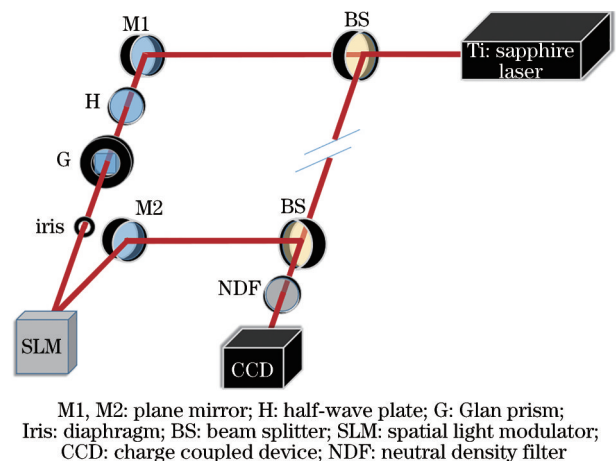 M1
BS
Ti: sapphire
laser
H
G
iris
M2
BS
NDF
SLM
CCD
M1, M2: plane mirror; H: half-wave plate; G: Glan prism;
Iris: diaphragm; BS: beam splitter; SLM: spatial light modulator;
CCD: charge coupled device; NDF: neutral density filter